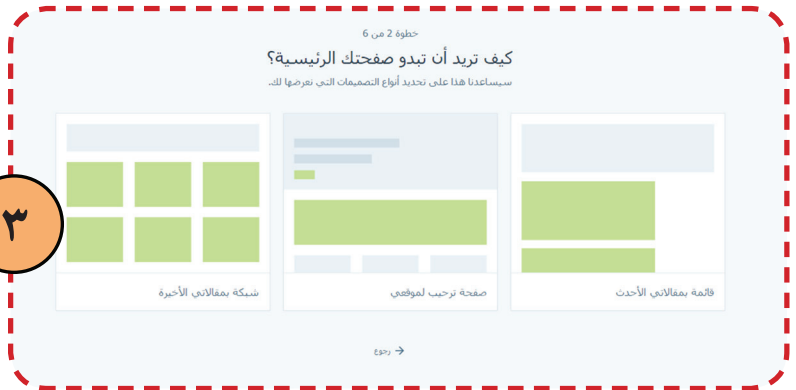 خطوة 2 من 6
كيف تريد أن تبدو صفحتك الرئيسية؟
سيساعدنا هذا على تحديد أنواع التصميمات التي نعرضها لك.
قائمة بمقالاتي الأحدث
صفحة ترحيب لموقعي
شبكة بمقالاتي الأخيرة
٣
رجوع